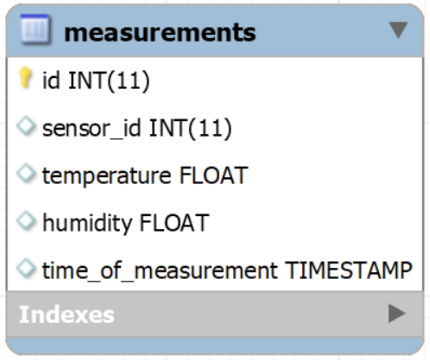 measurements
id INT(11)
sensor_id INT(11)
temperature FLOAT
humidity FLOAT
time_of_measurement TIMESTAMP
Indexes